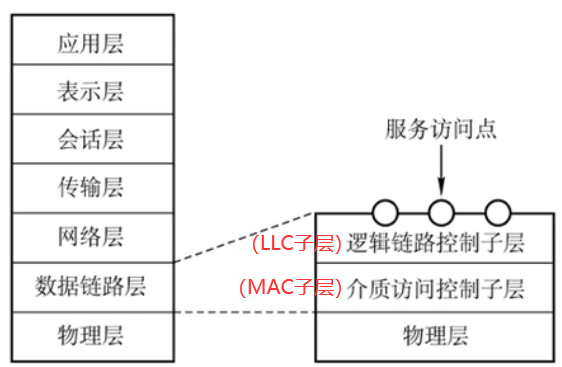 应用层
表示层
会话层
传输层
网络层
数据链路层
物理层
服务访问点
(LLC子层) 逻辑链路控制子层
(MAC子层) 介质访问控制子层
物理层